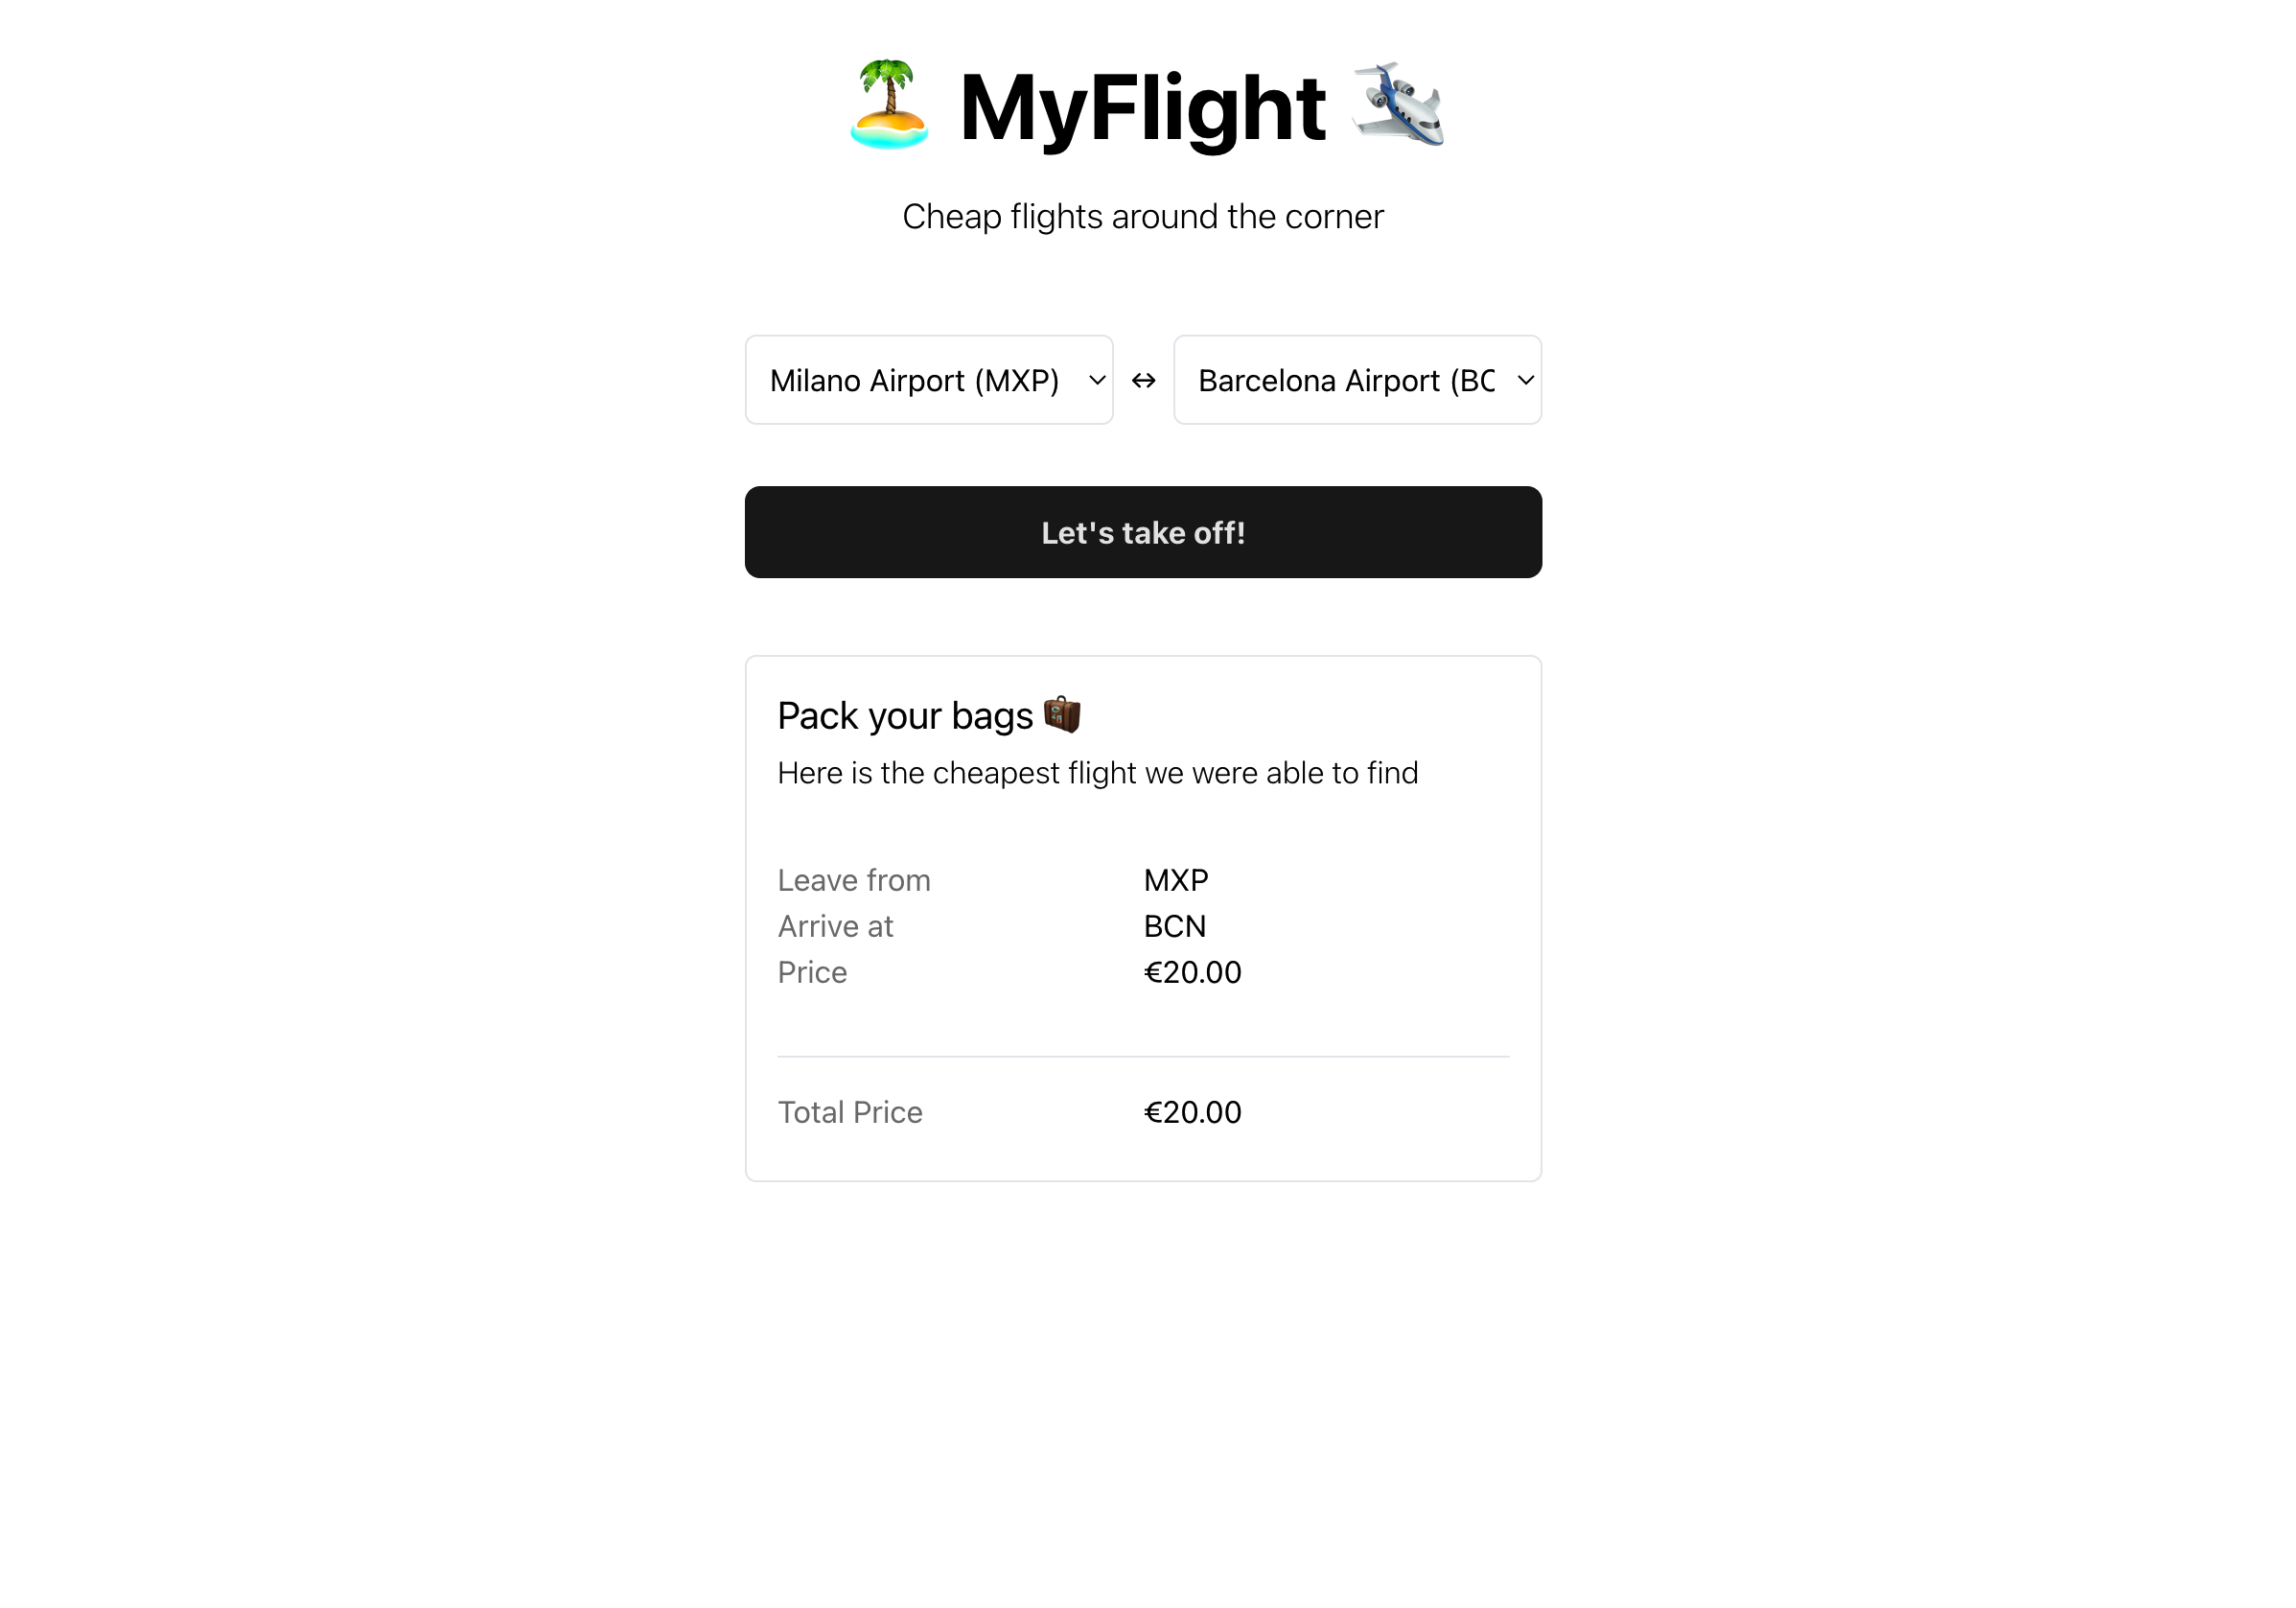 🏝️ MyFlight 🛩️
Cheap flights around the corner
Milano Airport (MXP) ↔ Barcelona Airport (BC
Let's take off!
Pack your bags 🧳
Here is the cheapest flight we were able to find
Leave from MXP
Arrive at BCN
Price €20.00
Total Price €20.00